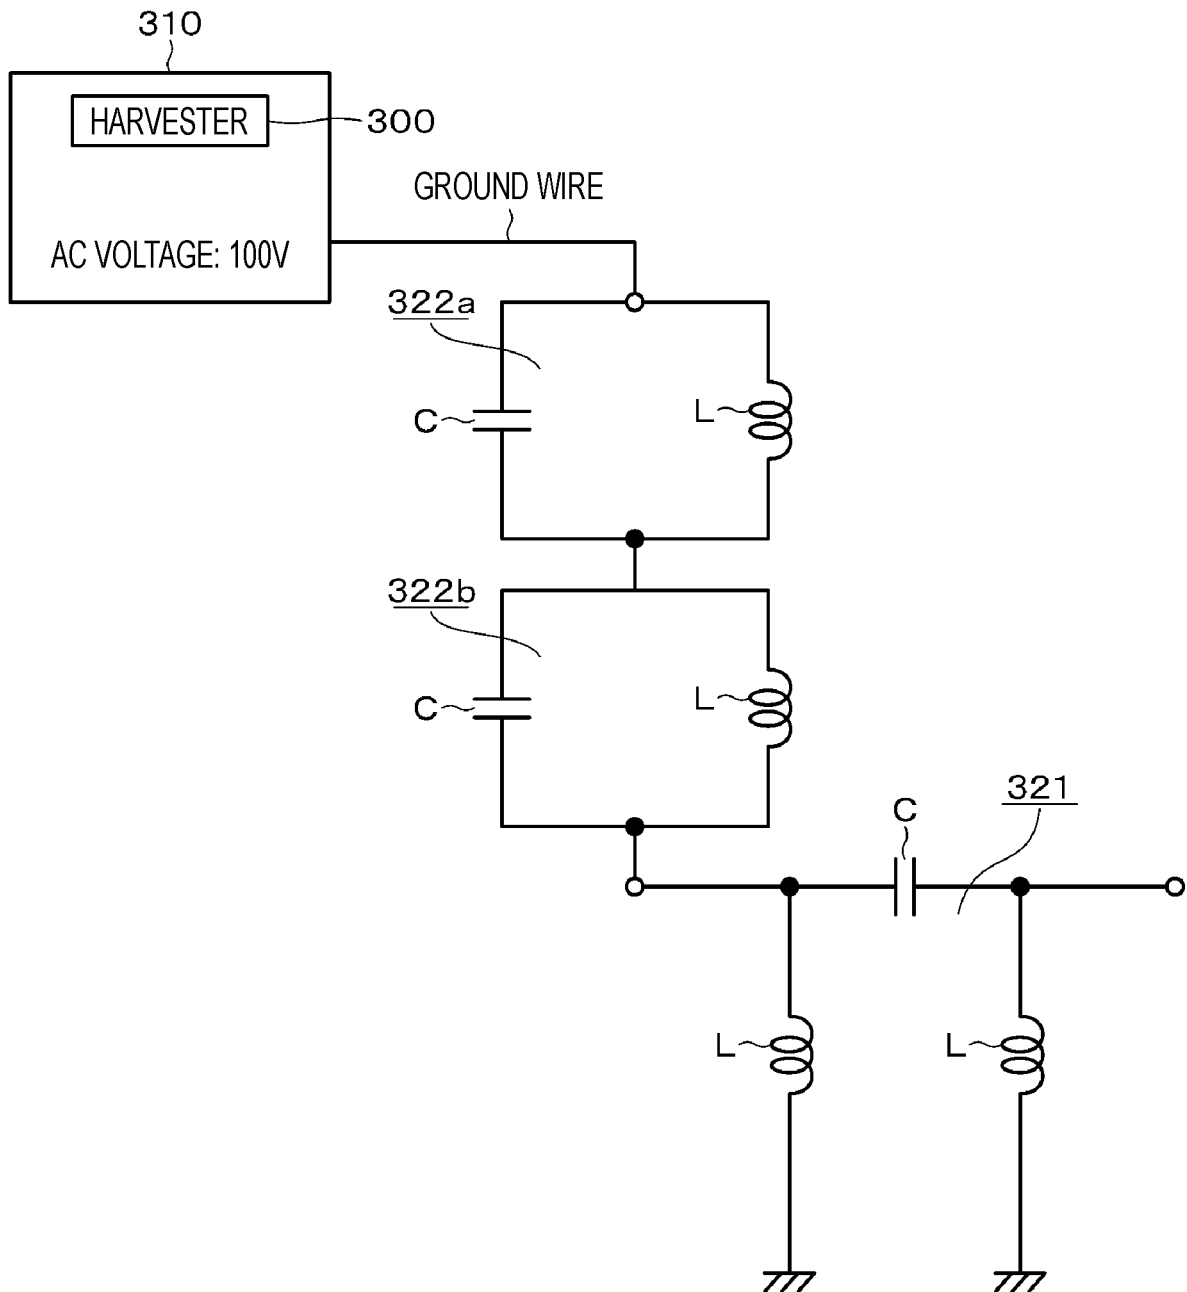 310
HARVESTER
300
GROUND WIRE
AC VOLTAGE: 100V
322a
C
L
322b
C
L
321
C
L
L